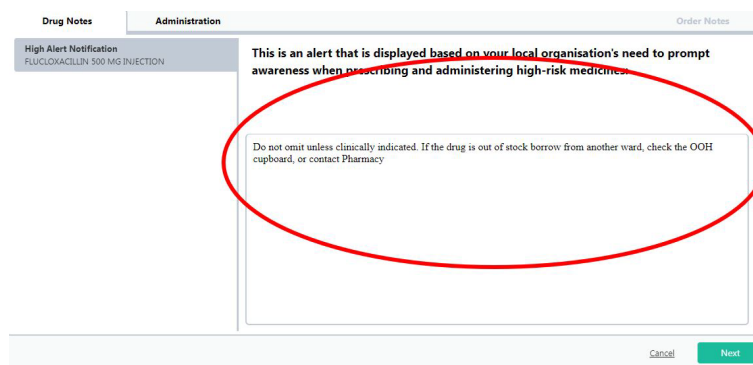 Drug Notes
Administration
Order Notes
High Alert Notification
FLUCLOXACILLIN 500 MG INJECTION
This is an alert that is displayed based on your local organisation's need to prompt
awareness when prescribing and administering high-risk medicines:
Do not omit unless clinically indicated. If the drug is out of stock borrow from another ward, check the OOH
cupboard, or contact Pharmacy
Cancel
Next